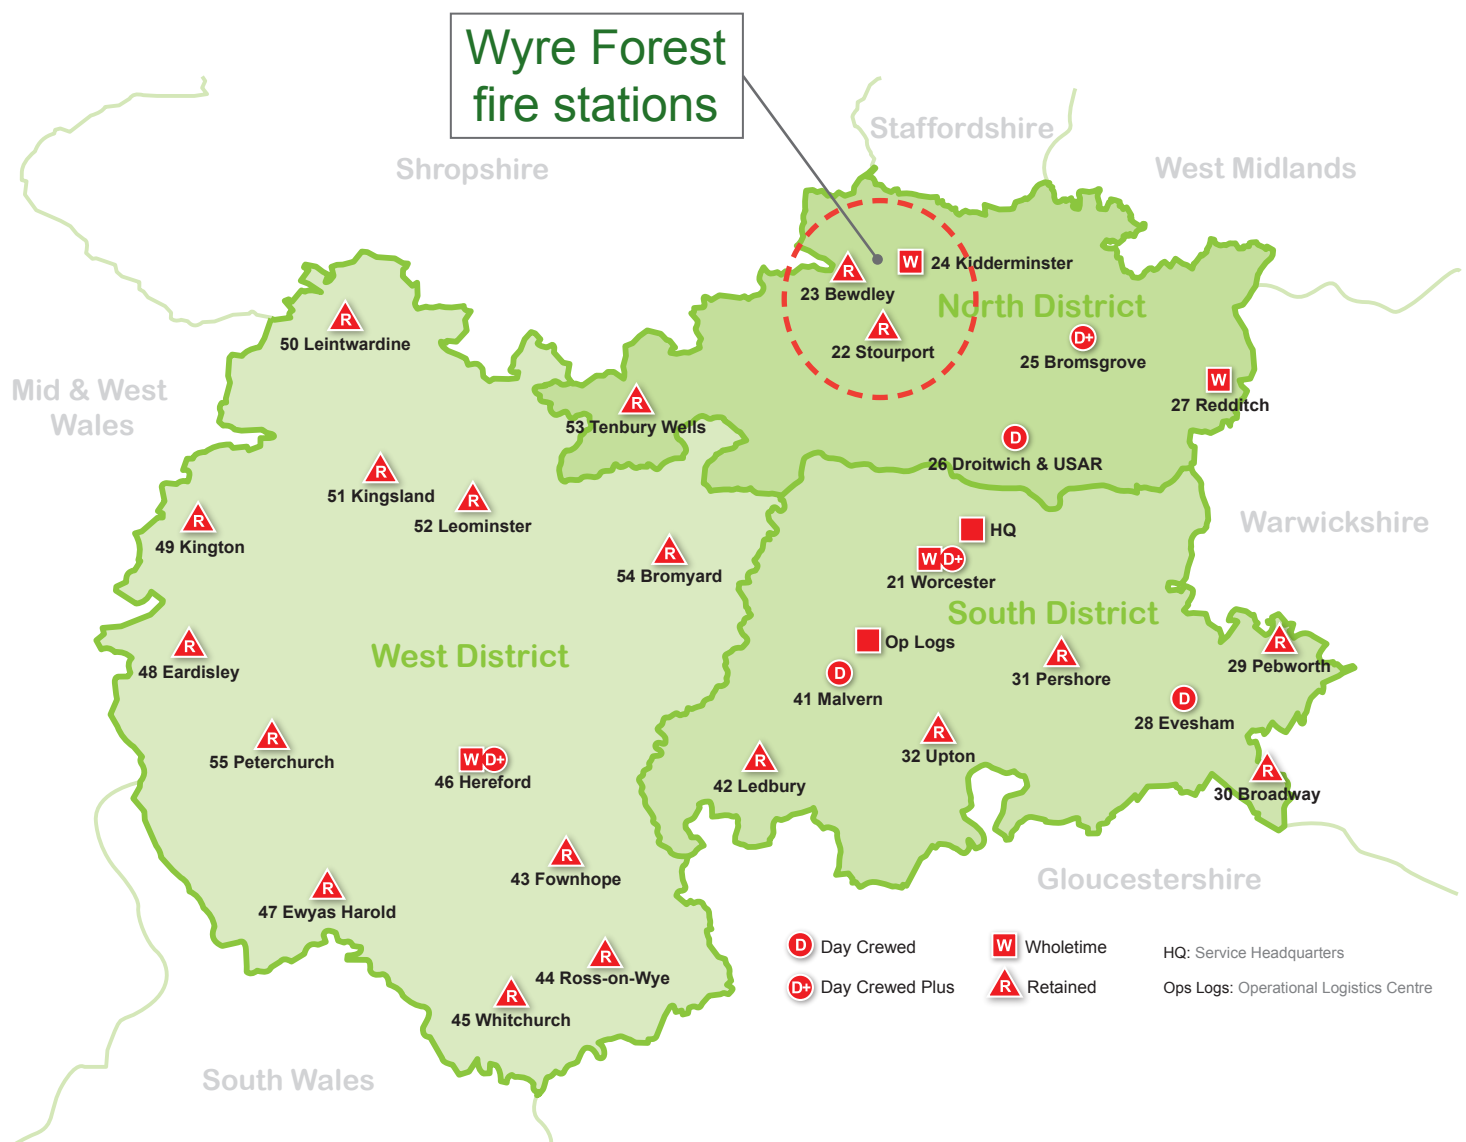 Wyre Forest
fire stations
Staffordshire
Shropshire
West Midlands
W
24 Kidderminster
R
23 Bewdley
North District
R
50 Leintwardine
R
22 Stourport
D+
25 Bromsgrove
Mid & West
Wales
W
27 Redditch
R
53 Tenbury Wells
D
26 Droitwich & USAR
R
51 Kingsland
R
52 Leominster
R
49 Kington
Warwickshire
HQ
R
54 Bromyard
W D+
21 Worcester
South District
R
48 Eardisley
West District
Op Logs
R
31 Pershore
R
29 Pebworth
D
41 Malvern
D
28 Evesham
R
55 Peterchurch
R
32 Upton
W D+
46 Hereford
R
42 Ledbury
R
30 Broadway
R
43 Fownhope
Gloucestershire
R
47 Ewyas Harold
R
44 Ross-on-Wye
R
45 Whitchurch
South Wales
D Day Crewed
W Wholetime
HQ: Service Headquarters
D+ Day Crewed Plus
R Retained
Ops Logs: Operational Logistics Centre